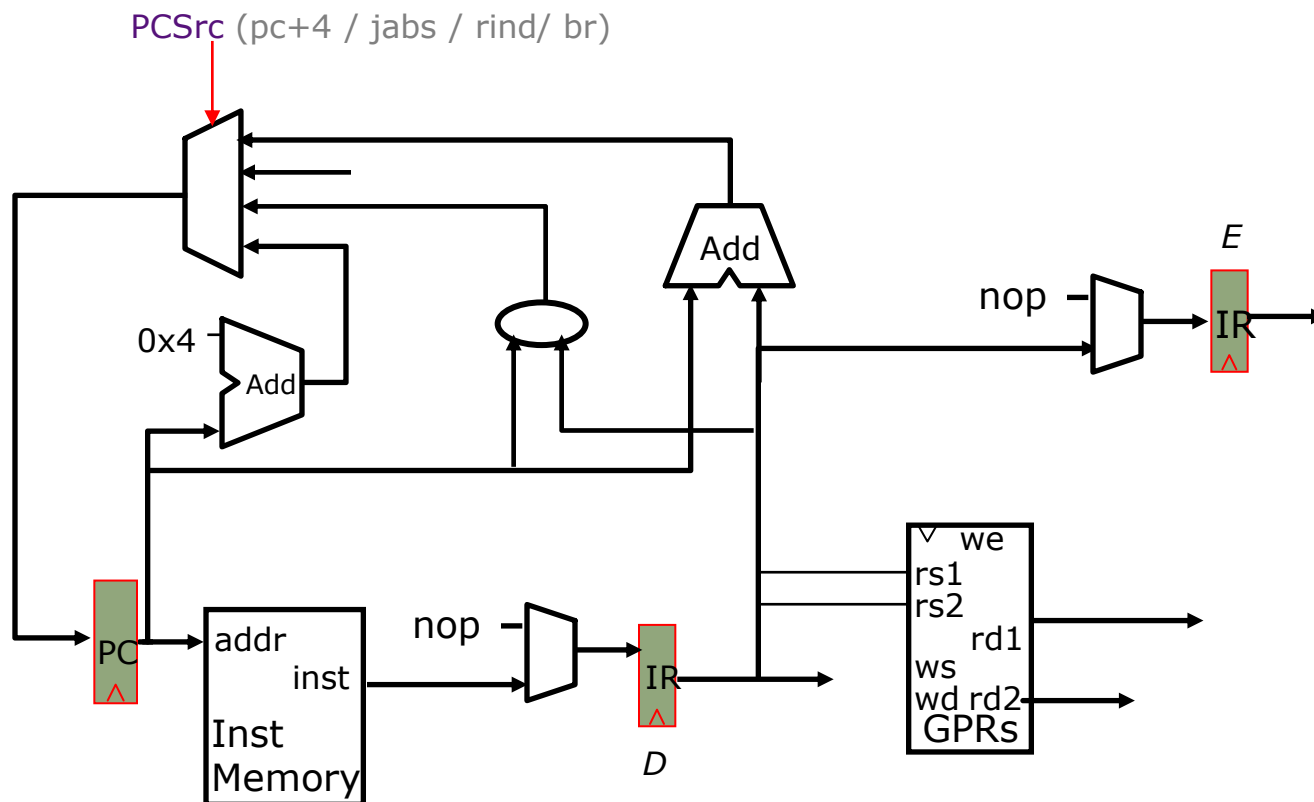 PCSrc (pc+4 / jabs / rind/ br)
Add
E
nop
IR
0x4
Add
we
rs1
rs2
rd1
ws
wd rd2
GPRs
PC
addr
inst
Inst
Memory
nop
IR
D